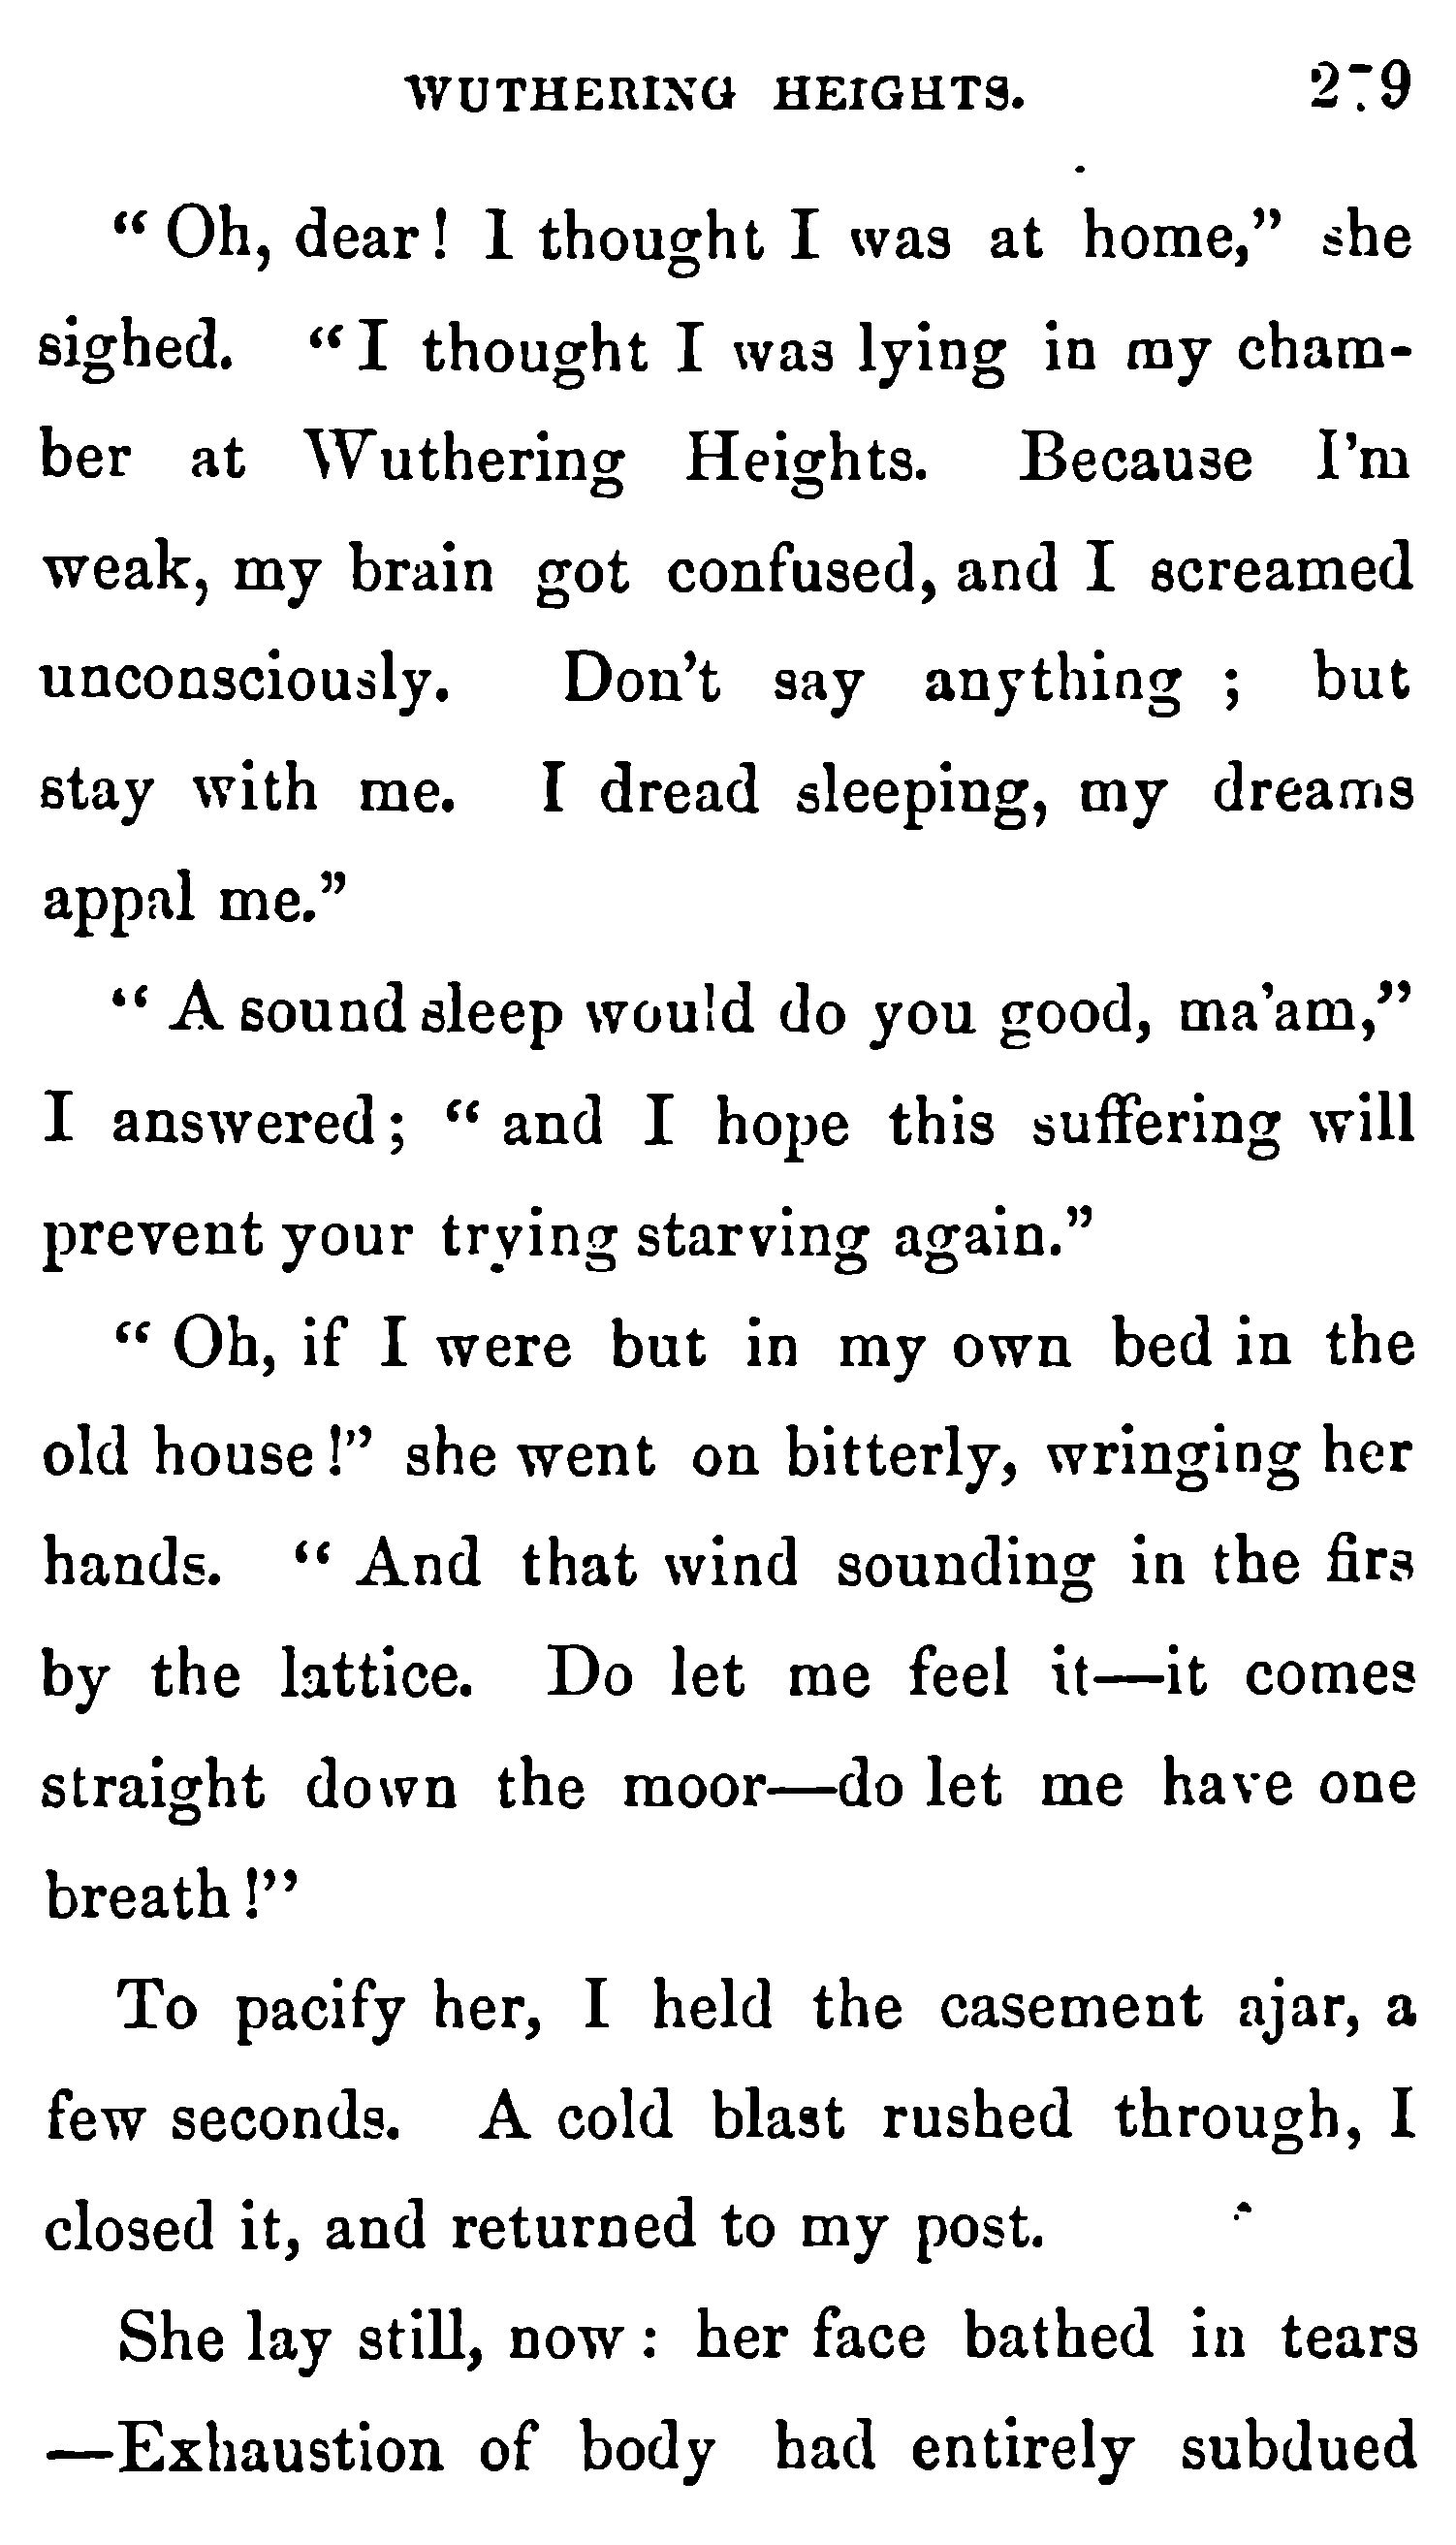 WUTHERING HEIGHTS. 279
“ Oh, dear! I thought I was at home,” she
sighed. “ I thought I was lying in my cham-
ber at Wuthering Heights. Because I’m
weak, my brain got confused, and I screamed
unconsciously. Don’t say anything ; but
stay with me. I dread sleeping, my dreams
appal me.”
“ A sound sleep would do you good, ma’am,”
I answered; “ and I hope this suffering will
prevent your trying starving again.”
“ Oh, if I were but in my own bed in the
old house!” she went on bitterly, wringing her
hands. “ And that wind sounding in the firs
by the lattice. Do let me feel it—it comes
straight down the moor—do let me have one
breath!”
To pacify her, I held the casement ajar, a
few seconds. A cold blast rushed through, I
closed it, and returned to my post.
She lay still, now : her face bathed in tears
—Exhaustion of body had entirely subdued